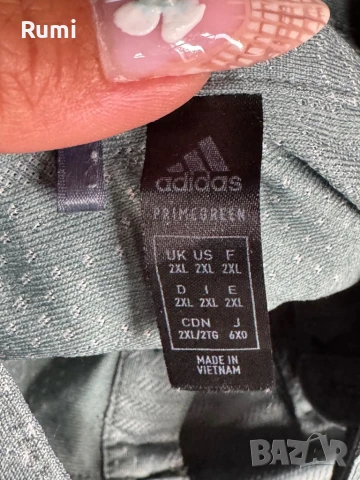 Rumi
adidas
PRIMEGREEN
UK US F
2XL 2XL 2XL
D I E
2XL 2XL 2XL
CDN J
2XL/2TG 6XO
MADE IN
VIETNAM
BAZAR